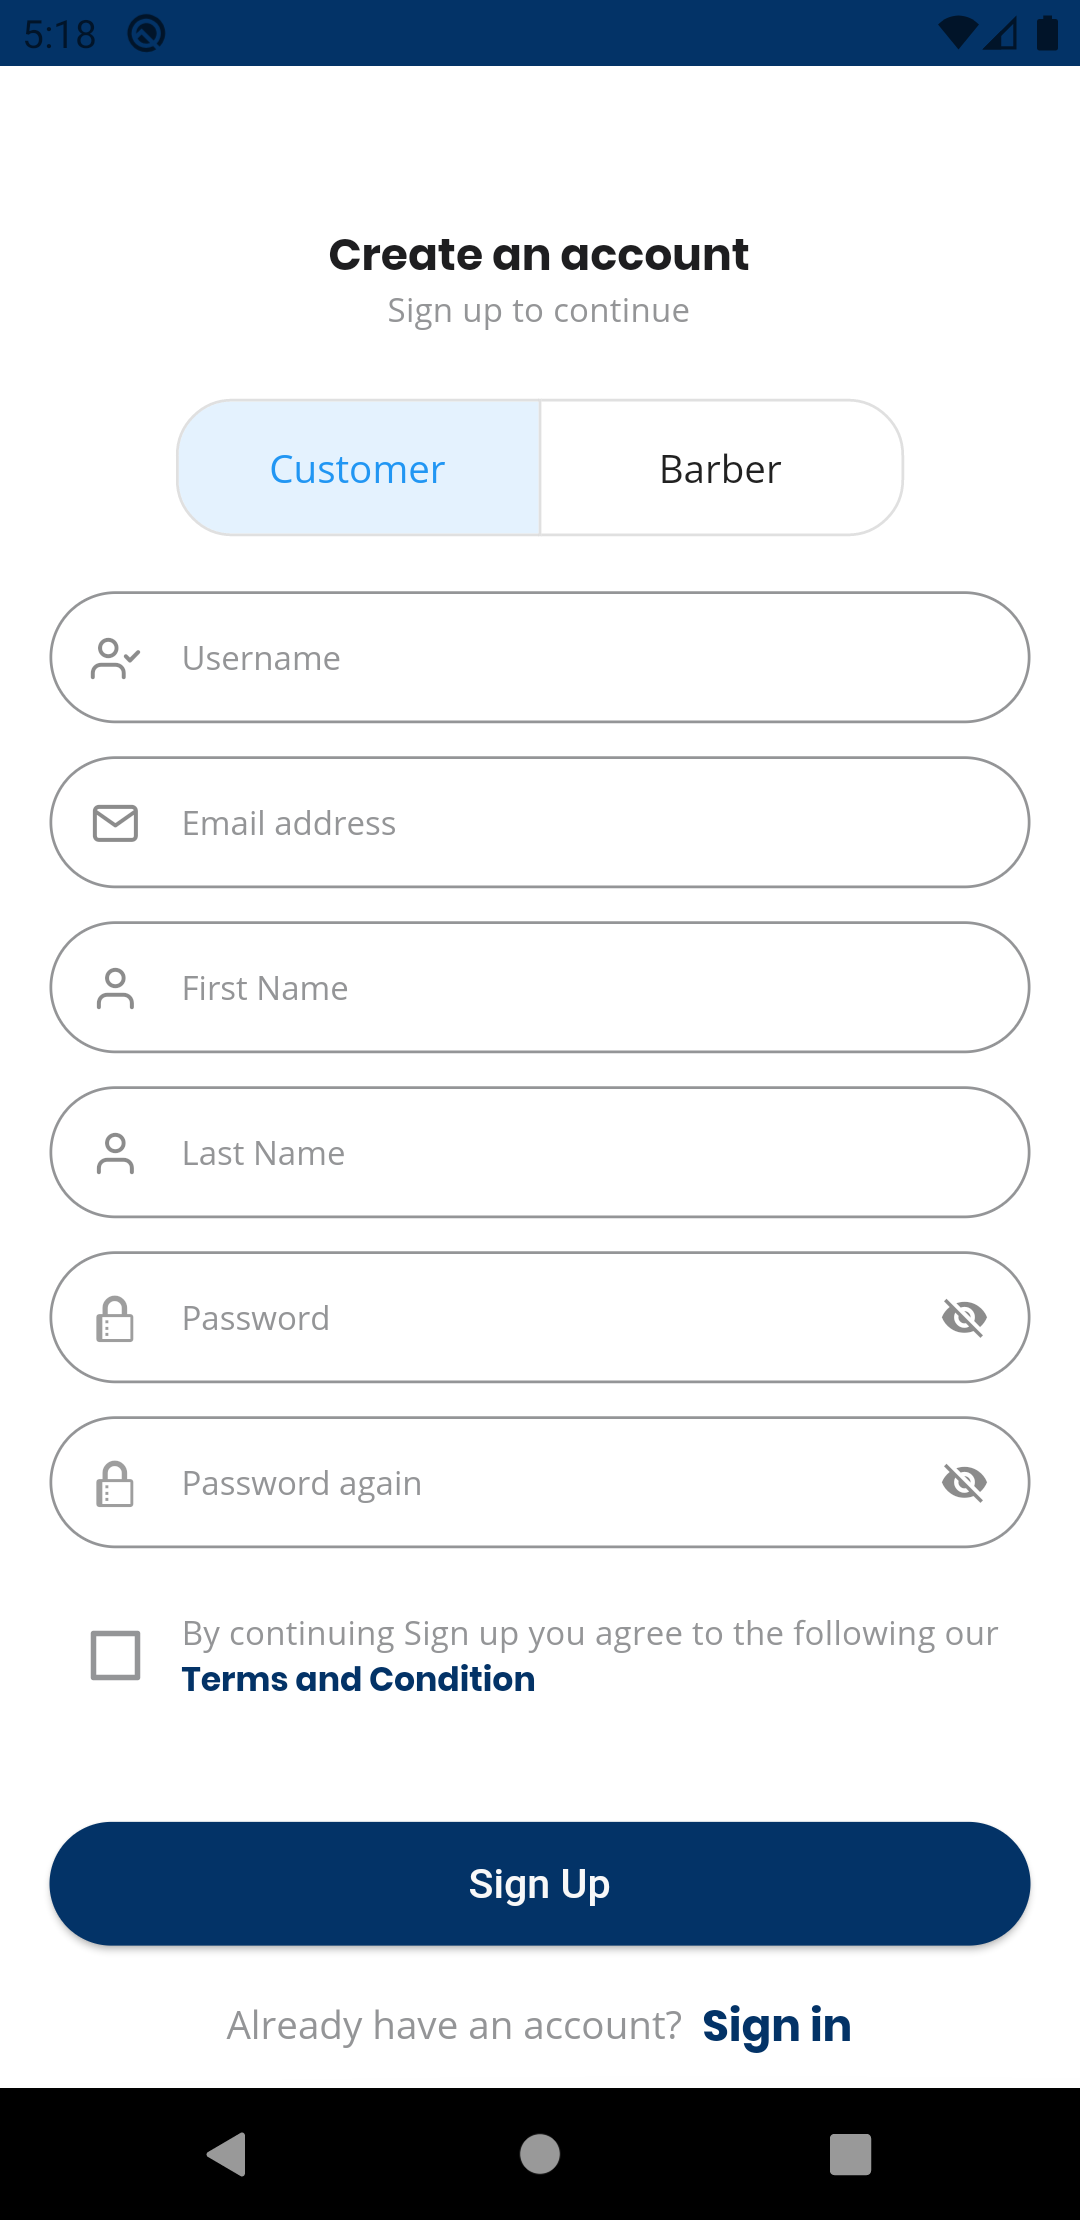 5:18
Create an account
Sign up to continue
Customer
Barber
Username
Email address
First Name
Last Name
Password
Password again
By continuing Sign up you agree to the following our
Terms and Condition
Sign Up
Already have an account? Sign in